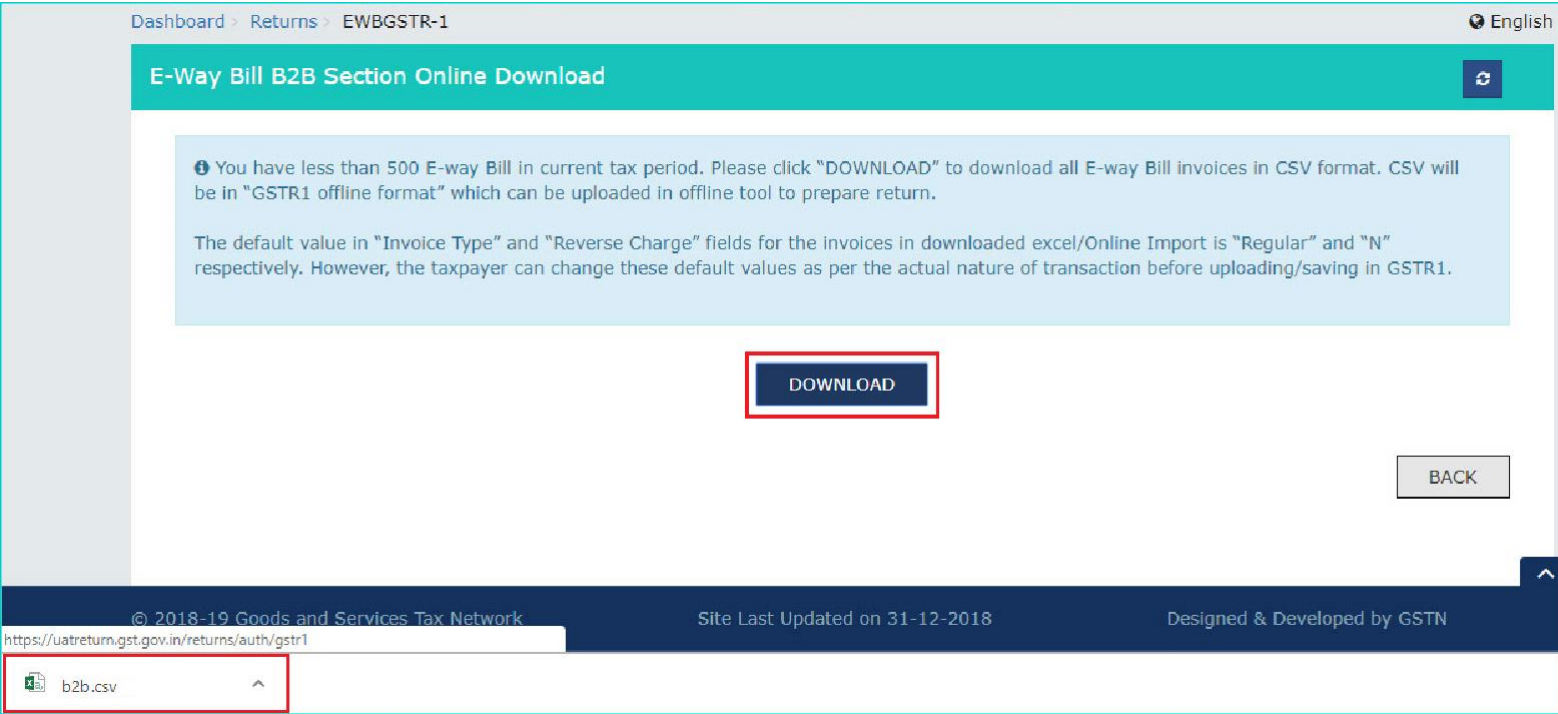 Dashboard > Returns > EWBGSTR-1
English
E-Way Bill B2B Section Online Download
You have less than 500 E-way Bill in current tax period. Please click “DOWNLOAD” to download all E-way Bill invoices in CSV format. CSV will
be in “GSTR1 offline format” which can be uploaded in offline tool to prepare return.
The default value in “Invoice Type” and “Reverse Charge” fields for the invoices in downloaded excel/Online Import is “Regular” and “N”
respectively. However, the taxpayer can change these default values as per the actual nature of transaction before uploading/saving in GSTR1.
DOWNLOAD
BACK
© 2018-19 Goods and Services Tax Network
Site Last Updated on 31-12-2018
Designed & Developed by GSTN
https://uatreturn.gst.gov.in/returns/auth/gstr1
b2b.csv